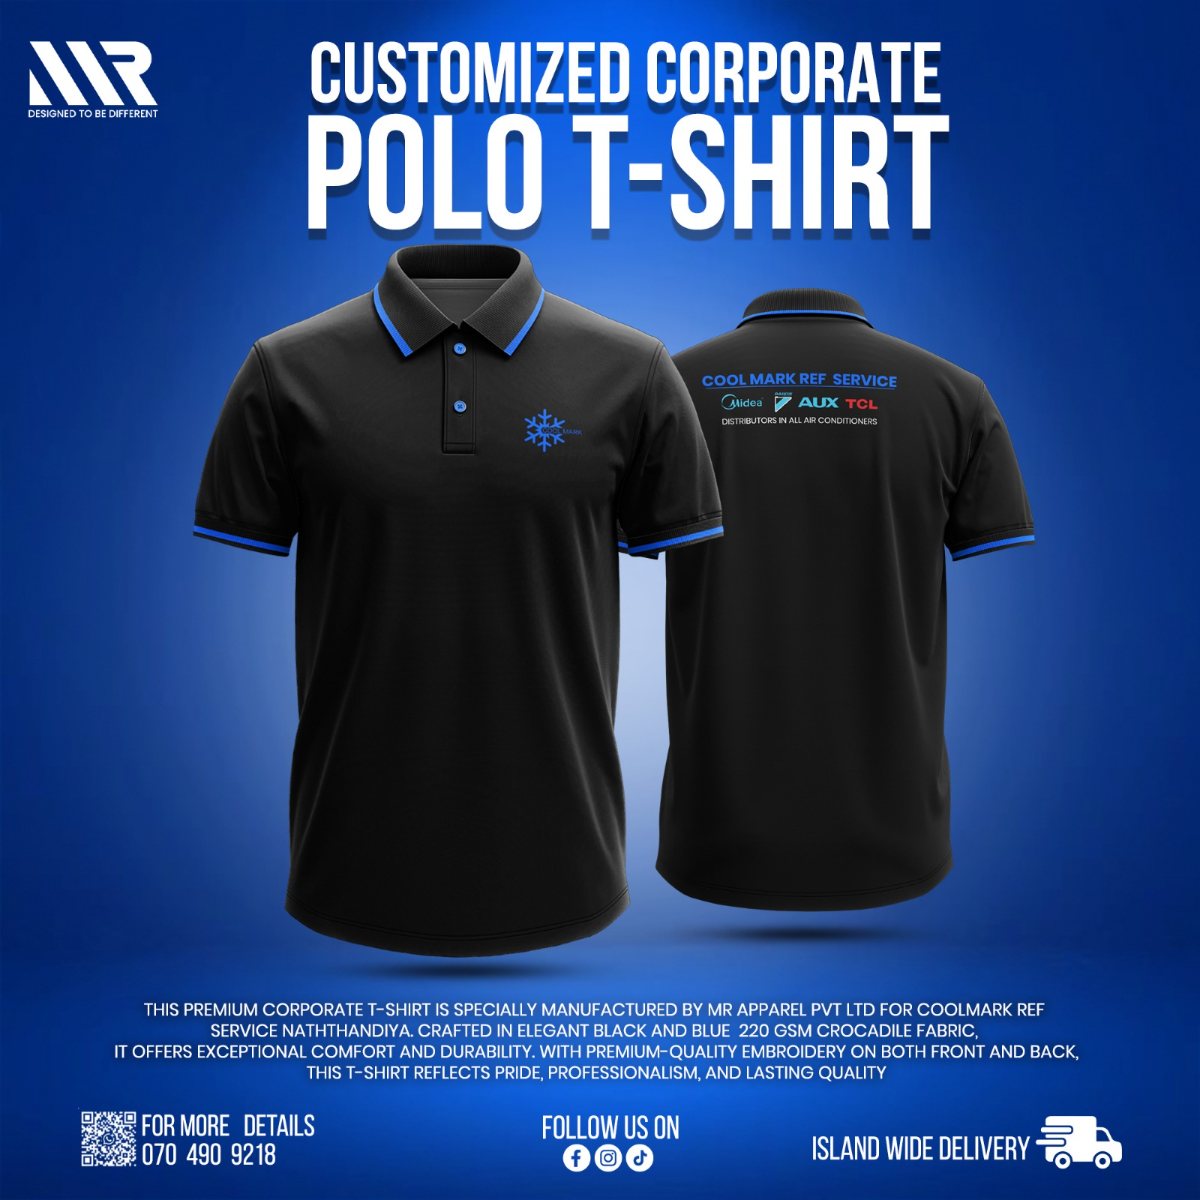 MR
DESIGNED TO BE DIFFERENT
CUSTOMIZED CORPORATE
POLO T-SHIRT
COOL MARK
COOL MARK REF SERVICE
Midea
AUX TCL
DISTRIBUTORS IN ALL AIR CONDITIONERS
THIS PREMIUM CORPORATE T-SHIRT IS SPECIALLY MANUFACTURED BY MR APPAREL PVT LTD FOR COOLMARK REF
SERVICE NATHTHANDIYA. CRAFTED IN ELEGANT BLACK AND BLUE 220 GSM CROCADILE FABRIC,
IT OFFERS EXCEPTIONAL COMFORT AND DURABILITY. WITH PREMIUM-QUALITY EMBROIDERY ON BOTH FRONT AND BACK,
THIS T-SHIRT REFLECTS PRIDE, PROFESSIONALISM, AND LASTING QUALITY
FOR MORE DETAILS
070 490 9218
FOLLOW US ON
ISLAND WIDE DELIVERY